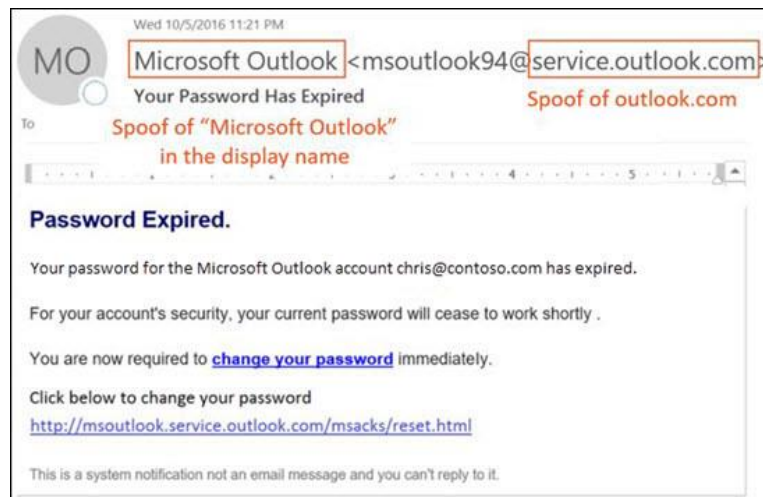 Wed 10/5/2016 11:21 PM
MO
Microsoft Outlook <msoutlook94@service.outlook.com>
Your Password Has Expired
Spoof of outlook.com
To
Spoof of “Microsoft Outlook”
in the display name
4 5
Password Expired.
Your password for the Microsoft Outlook account chris@contoso.com has expired.
For your account's security, your current password will cease to work shortly .
You are now required to change your password immediately.
Click below to change your password
http://msoutlook.service.outlook.com/msacks/reset.html
This is a system notification not an email message and you can't reply to it.